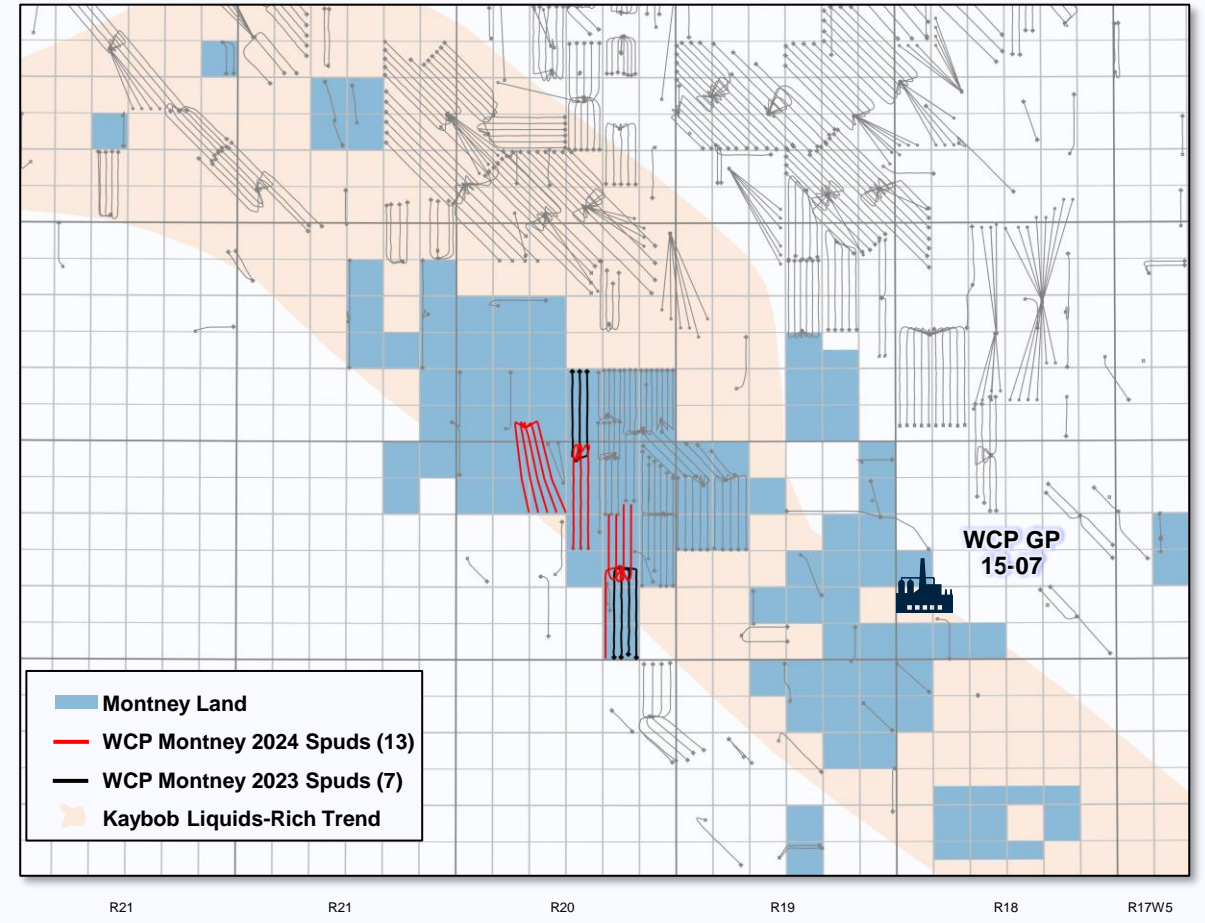 WCP GP
15-07
Montney Land
WCP Montney 2024 Spuds (13)
WCP Montney 2023 Spuds (7)
Kaybob Liquids-Rich Trend
R21 R21 R20 R19 R18 R17W5